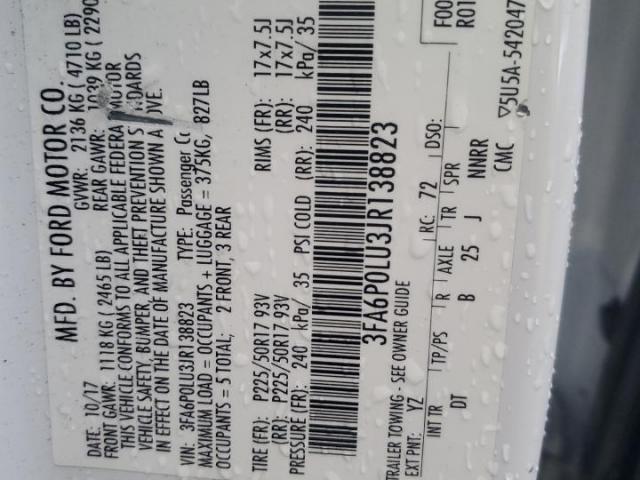 MFD. BY FORD MOTOR CO.
DATE: 10/17 GVWR: 2136 KG ( 4710 LB)
FRONT GAWR: 1118 KG ( 2465 LB) REAR GAWR: 1039 KG ( 2290
THIS VEHICLE CONFORMS TO ALL APPLICABLE FEDERAL MOTOR
VEHICLE SAFETY, BUMPER, AND THEFT PREVENTION
IN EFFECT ON THE DATE OF MANUFACTURE SHOWN
VIN: 3FA6P0LU3JR138823 TYPE: Passenger
MAXIMUM LOAD = OCCUPANTS + LUGGAGE = 375KG, 827LB
OCCUPANTS = 5 TOTAL; 2 FRONT, 3 REAR
TIRE (FR): P225/50R17 93V RIMS (FR): 17x7.5J
(RR): P225/50R17 93V (RR): 17x7.5J
PRESSURE (FR): 240 kPa/ 35 PSI COLD (RR): 240 kPa/ 35
3FA6P0LU3JR138823
TRAILER TOWING - SEE OWNER GUIDE
EXT PNT: YZ RC: 72 DSO: F00
R01
INT TR TP/PS R AXLE TR SPR
DT B 25 J NNRR
CMC
▽5U5A-542047